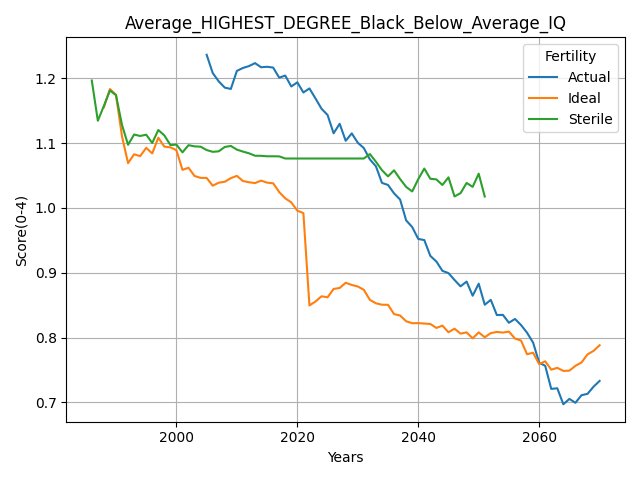 Average_HIGHEST_DEGREE_Black_Below_Average_IQ
Fertility
Actual
Ideal
Sterile
Score(0-4)
1.2
1.1
1.0
0.9
0.8
0.7
2000 2020 2040 2060
Years